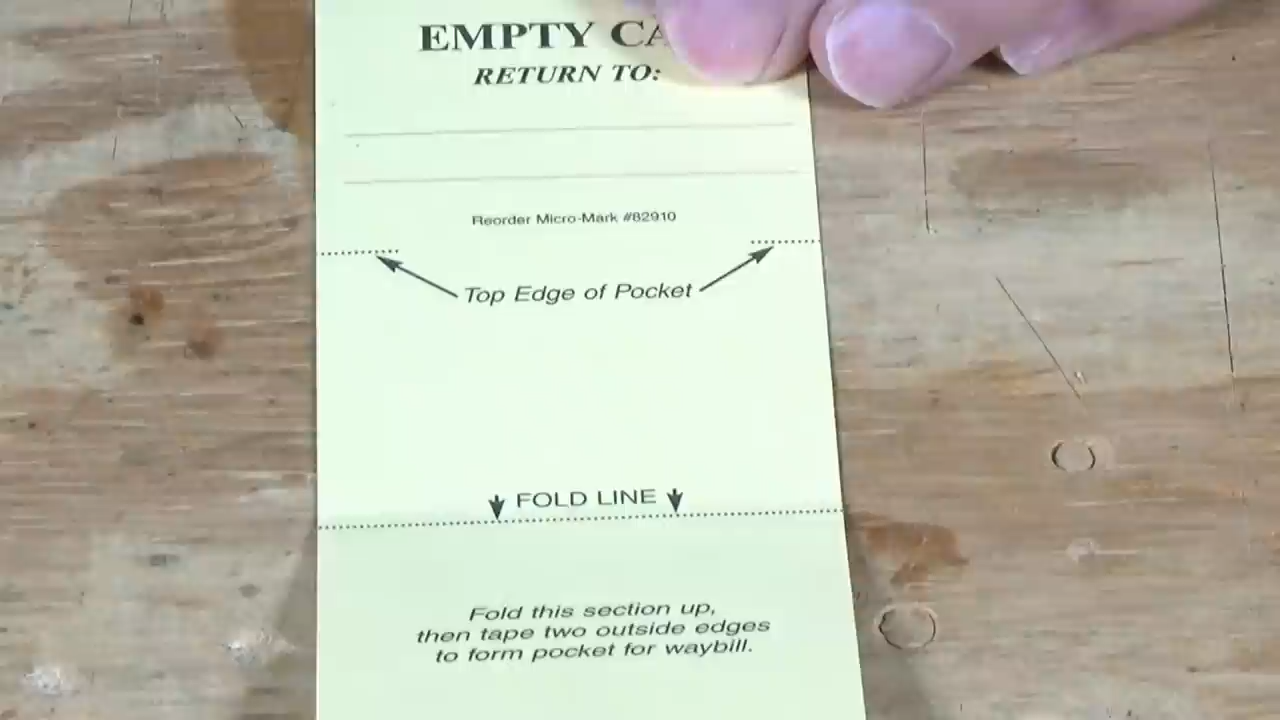 EMPTY
RETURN TO:
Reorder Micro-Mark #82910
Top Edge of Pocket
FOLD LINE
Fold this section up,
then tape two outside edges
to form pocket for waybill.